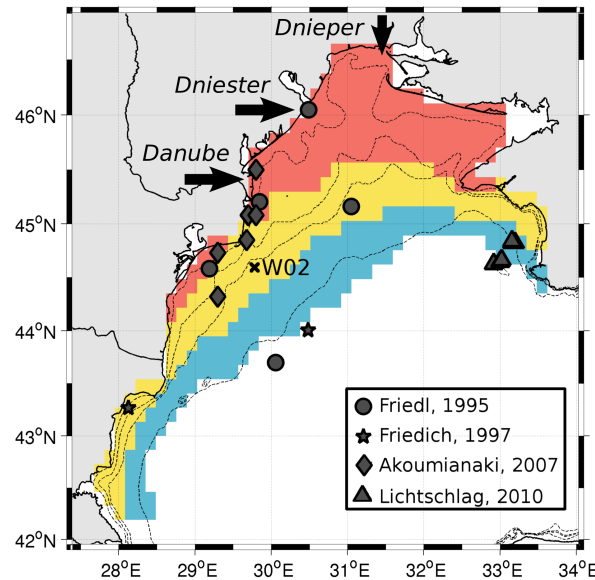 Dnieper
Dniester
Danube
W02
46°N
45°N
44°N
43°N
42°N
Friedl, 1995
Friedich, 1997
Akoumianaki, 2007
Lichtschlag, 2010
28°E 29°E 30°E 31°E 32°E 33°E 34°E